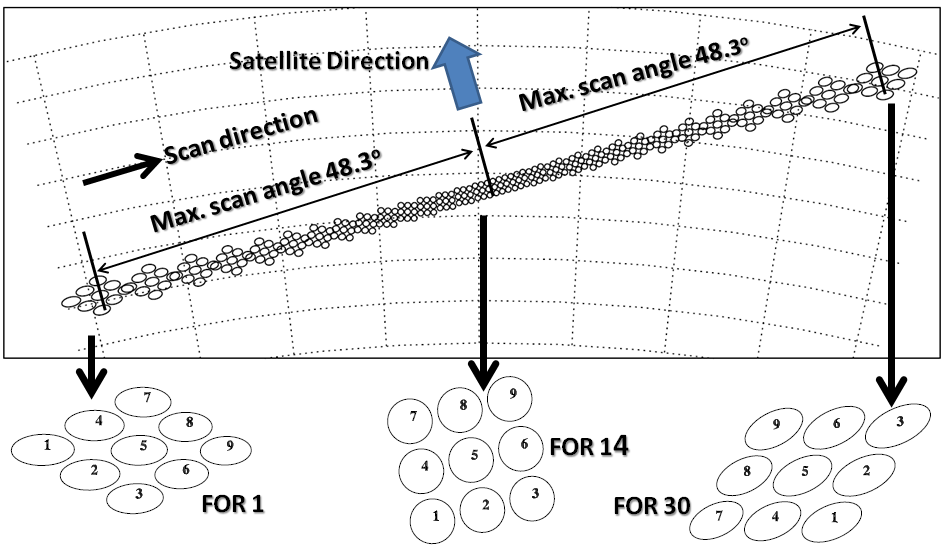 Satellite Direction
Max. scan angle 48.3º
Scan direction
Max. scan angle 48.3º
7
4 8
1 5 9
2 6
3
FOR 1
9
8
7
6
5
4
3
2
1
FOR 14
9 6 3
8 5 2
7 4 1
FOR 30